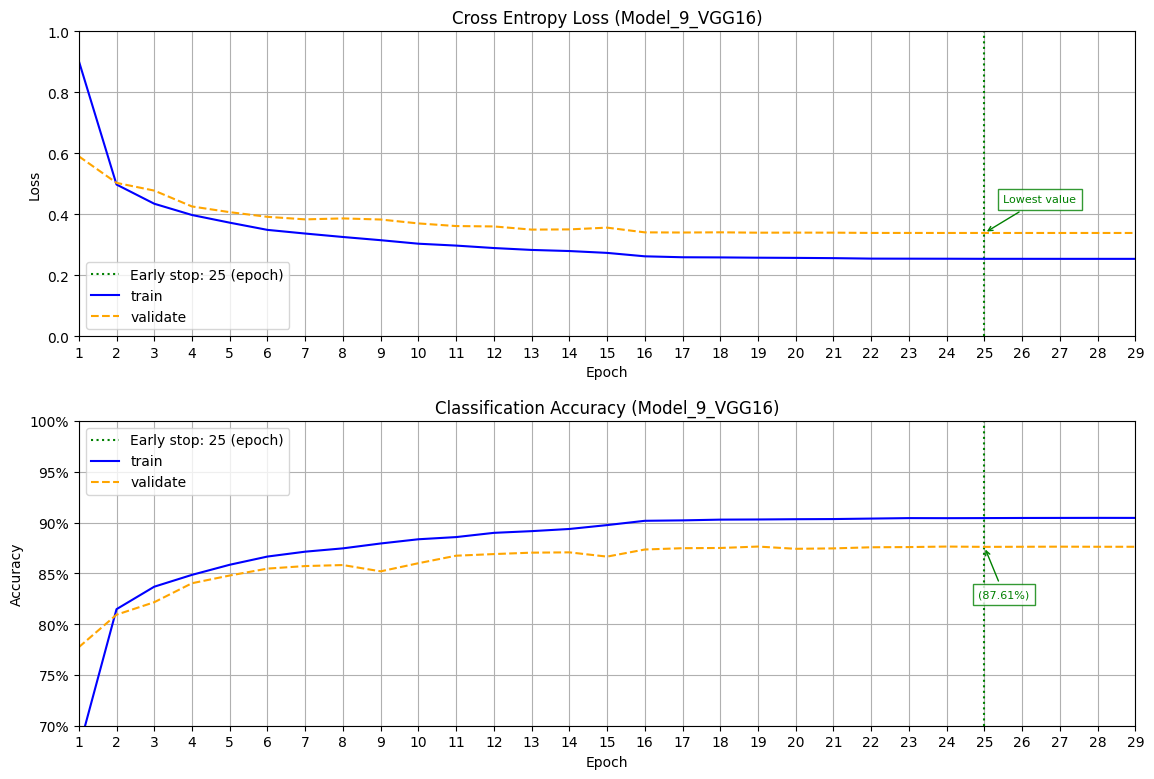 Cross Entropy Loss (Model_9_VGG16)
1.0
0.8
0.6
0.4
0.2
0.0
Loss
Lowest value
Early stop: 25 (epoch)
train
validate
1 2 3 4 5 6 7 8 9 10 11 12 13 14 15 16 17 18 19 20 21 22 23 24 25 26 27 28 29
Epoch
Classification Accuracy (Model_9_VGG16)
100%
95%
90%
85%
80%
75%
70%
Accuracy
Early stop: 25 (epoch)
train
validate
(87.61%)
1 2 3 4 5 6 7 8 9 10 11 12 13 14 15 16 17 18 19 20 21 22 23 24 25 26 27 28 29
Epoch